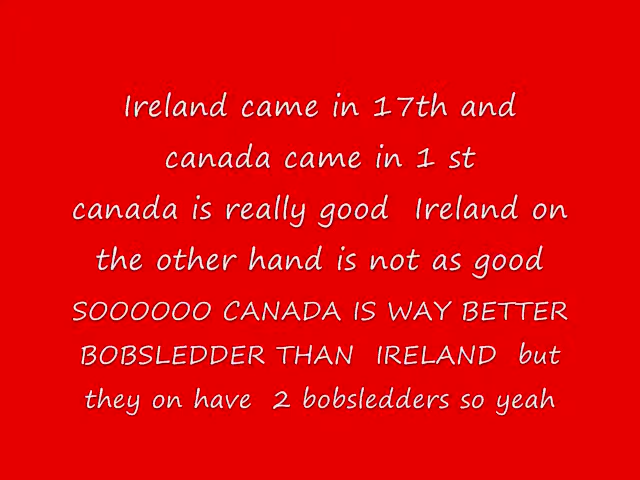 Ireland came in 17th and
canada came in 1 st
canada is really good  Ireland on
the other hand is not as good
SOOOOOO CANADA IS WAY BETTER
BOBSLEDDER THAN  IRELAND  but
they on have  2 bobsledders so yeah